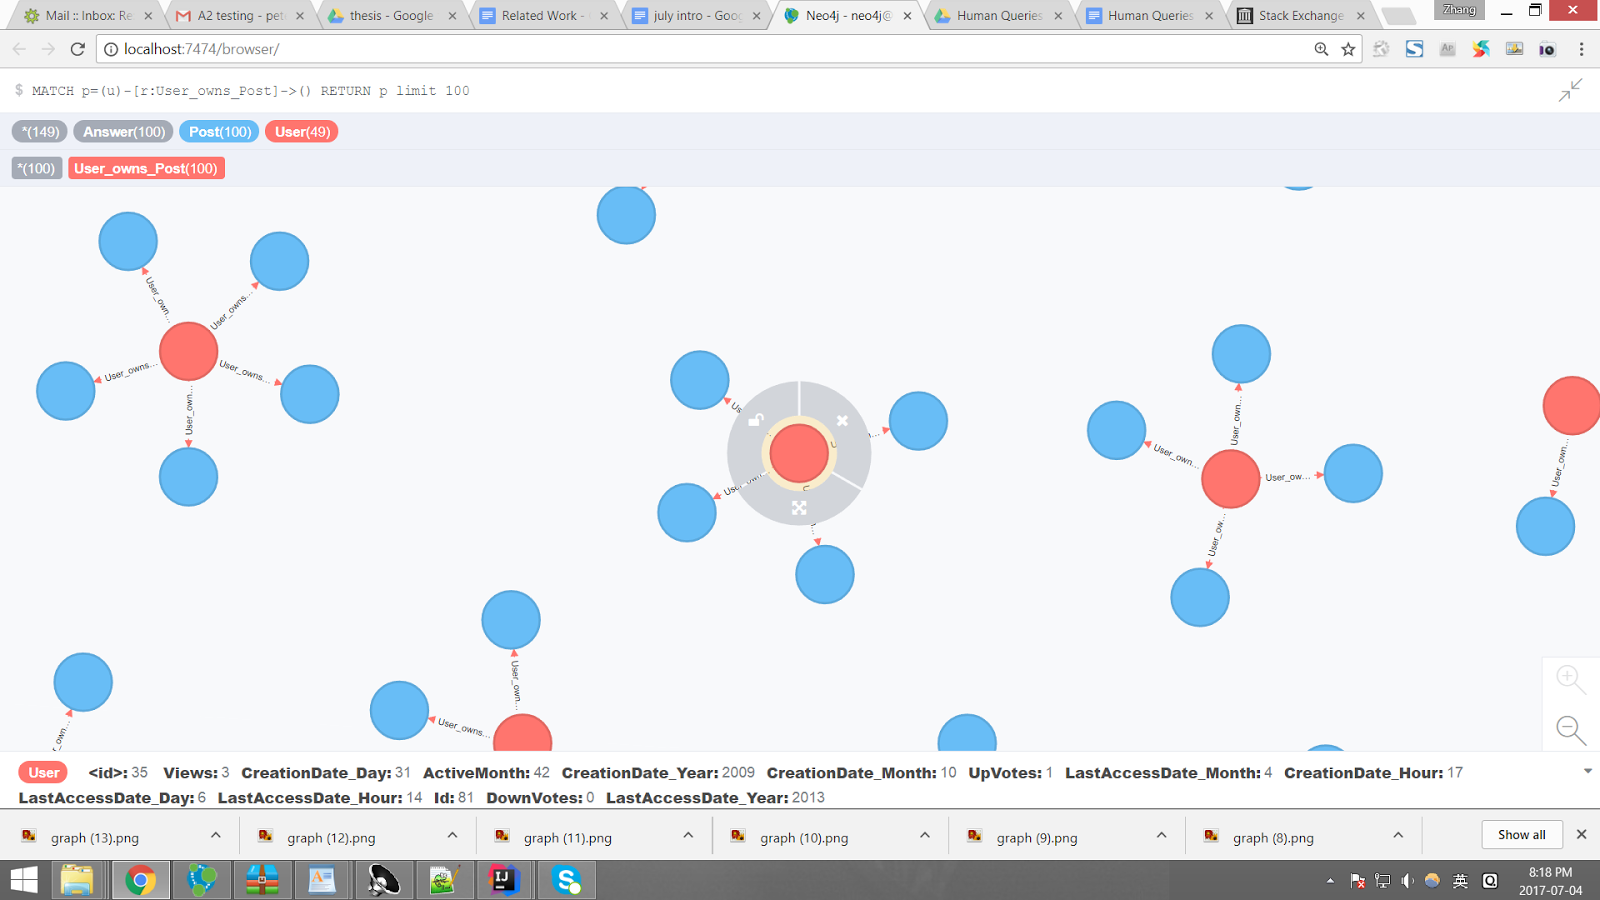 Mail :: Inbox: Re
A2 testing - pet
thesis - Google
Related Work -
july intro - Goo
Neo4j - neo4j@
Human Queries
Human Queries
Stack Exchange
Zhang
localhost:7474/browser/
$ MATCH p=(u)-[r:User_owns_Post]->() RETURN p limit 100
*(149) Answer(100) Post(100) User(49)
*(100) User_owns_Post(100)
User_own...
User_owns...
User_owns...
User_owns...
User_own...
User_own...
User_owns...
User_ow...
User_ow...
User_own...
User_own...
User_owns...
User <id>: 35 Views: 3 CreationDate_Day: 31 ActiveMonth: 42 CreationDate_Year: 2009 CreationDate_Month: 10 UpVotes: 1 LastAccessDate_Month: 4 CreationDate_Hour: 17
LastAccessDate_Day: 6 LastAccessDate_Hour: 14 Id: 81 DownVotes: 0 LastAccessDate_Year: 2013
graph (13).png
graph (12).png
graph (11).png
graph (10).png
graph (9).png
graph (8).png
Show all
英
8:18 PM
2017-07-04